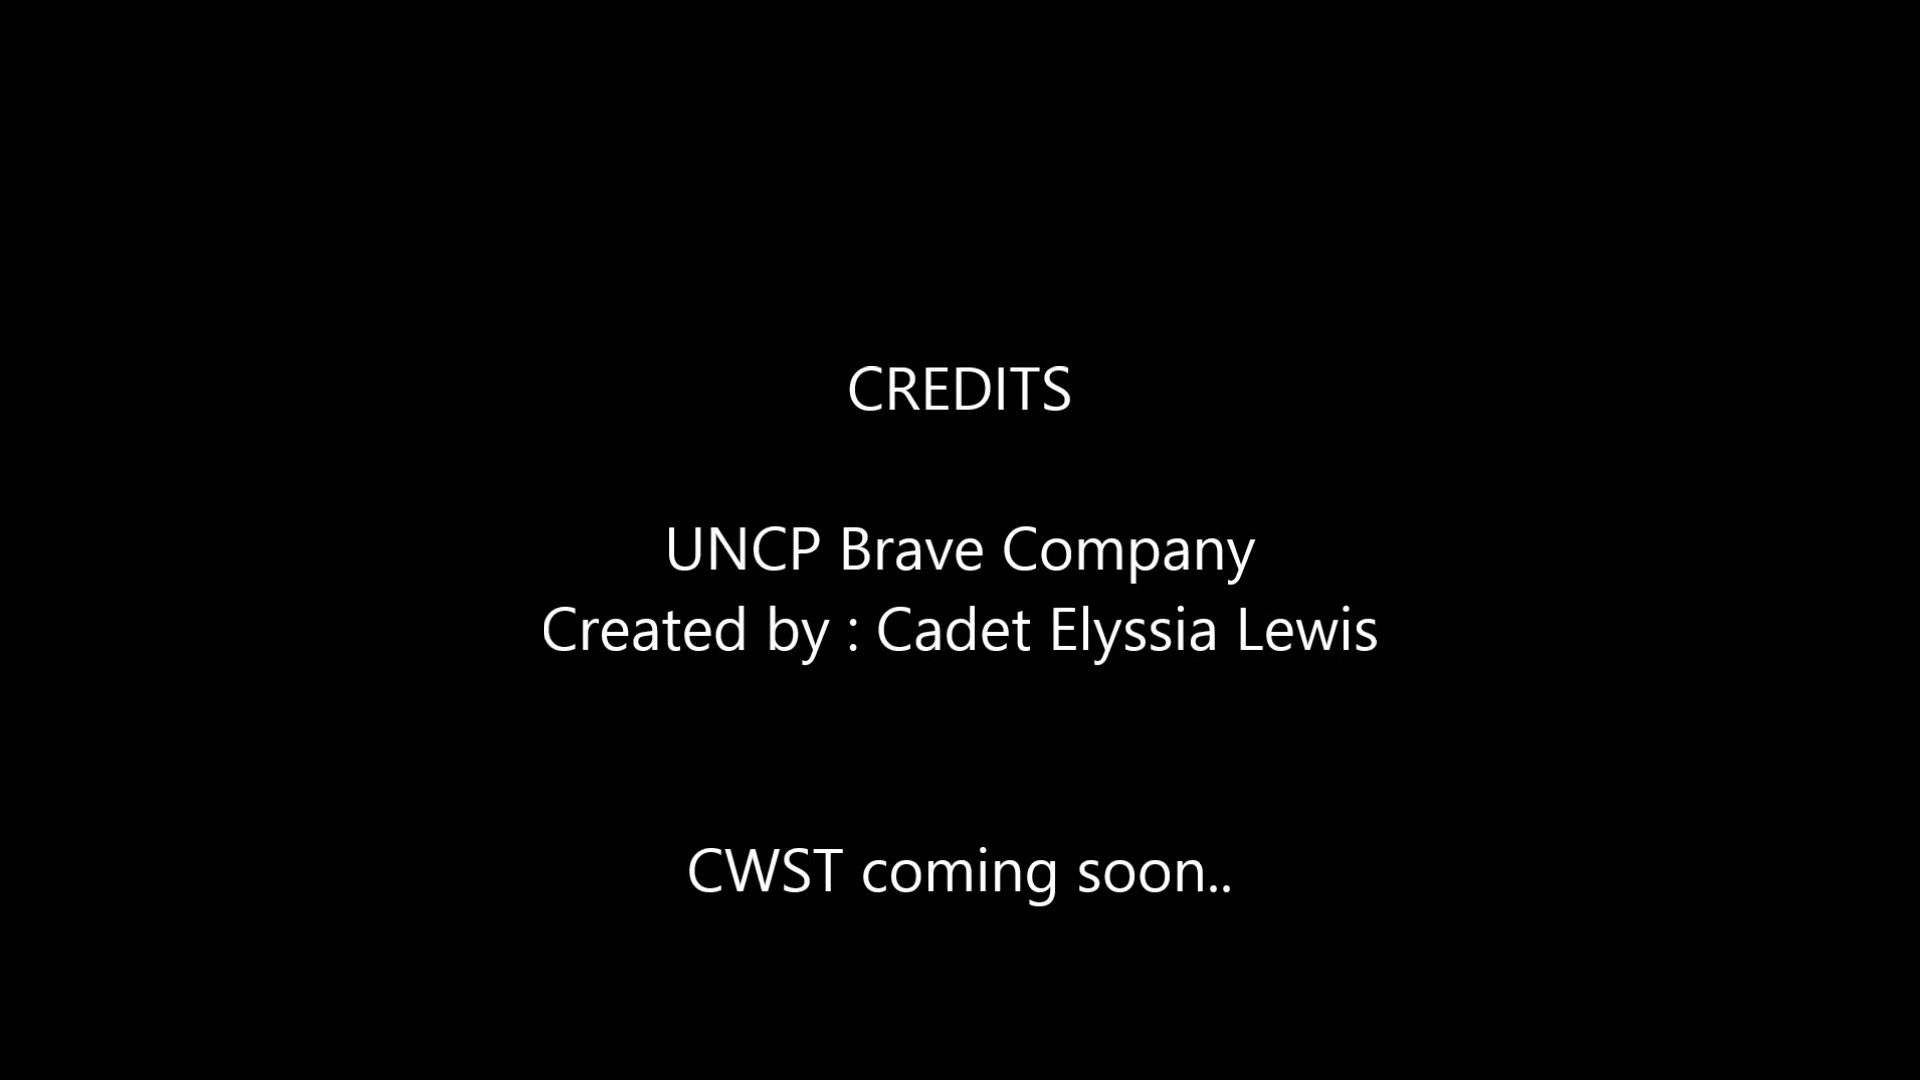 CREDITS
UNCP Brave Company
Created by : Cadet Elyssia Lewis
CWST coming soon..